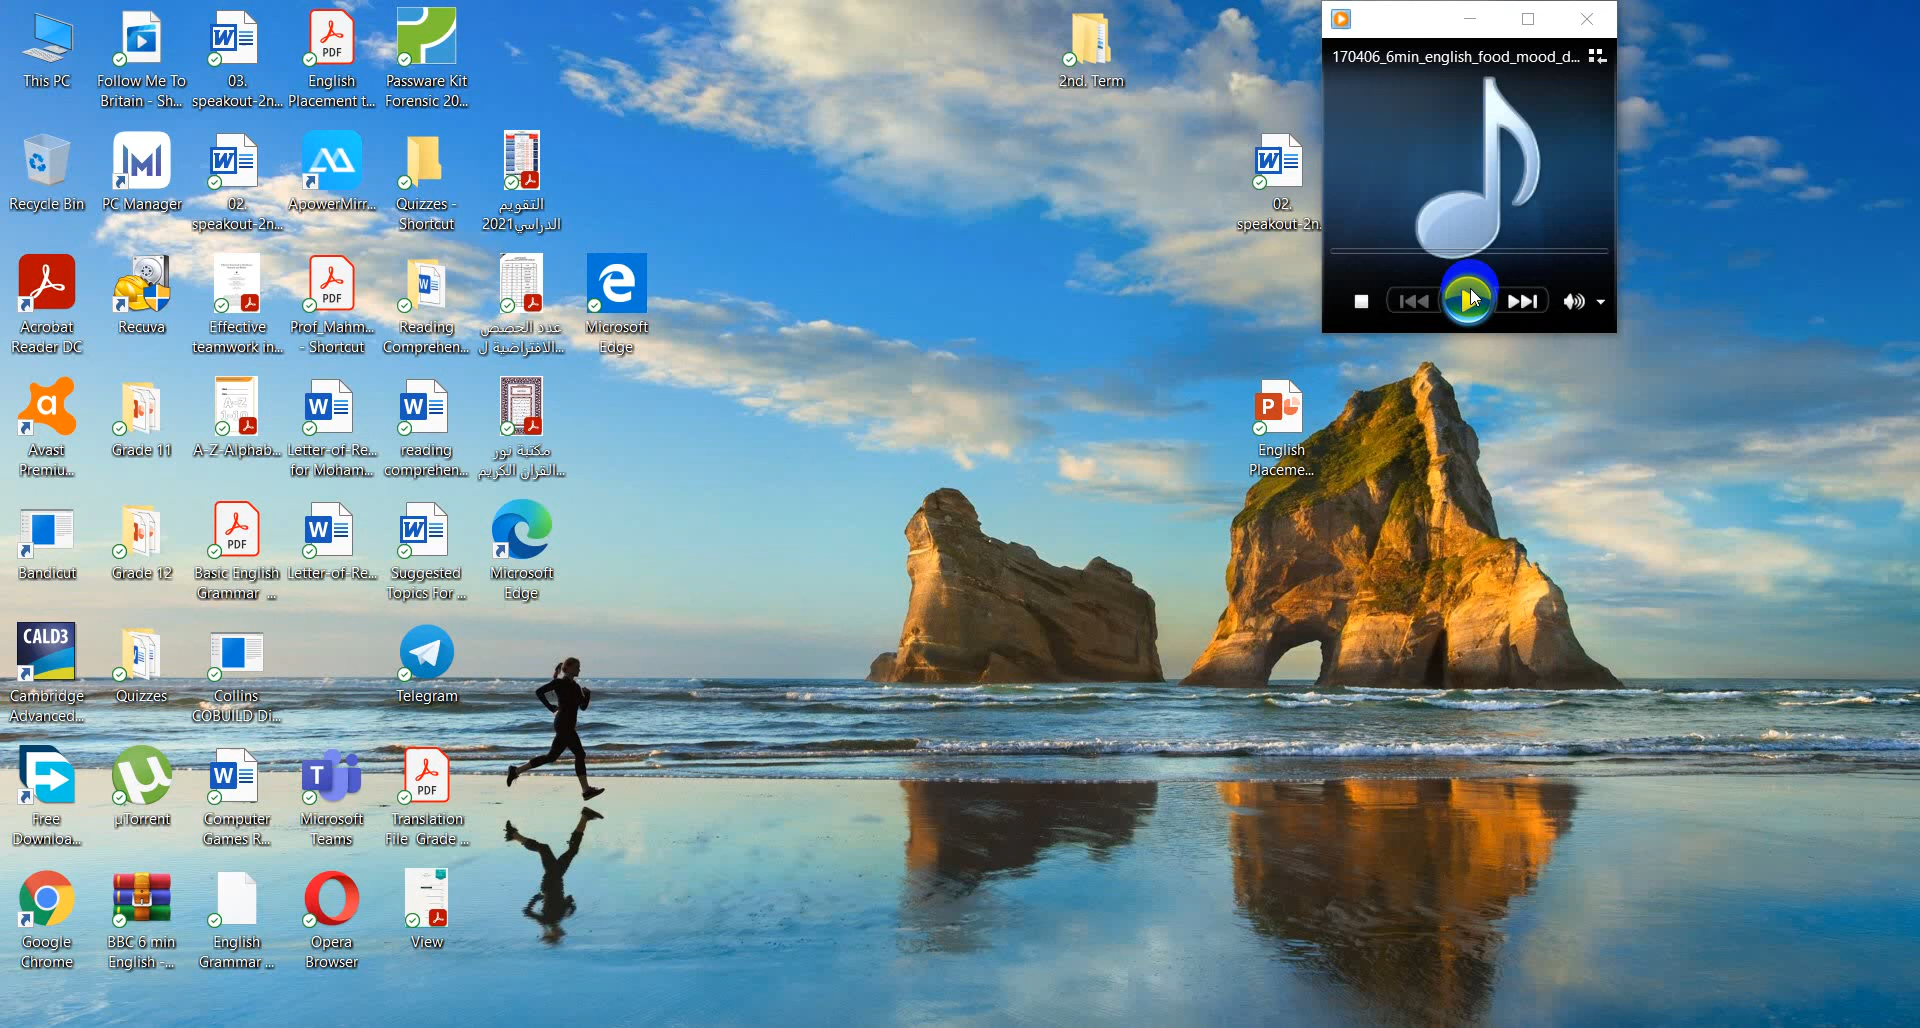 This PC
Follow Me To
Britain - Sh...
03.
speakout-2n...
English
Placement t...
PDF
Passware Kit
Forensic 20...
2nd. Term
170406_6min_english_food_mood_d...
Recycle Bin
PC Manager
02.
speakout-2n...
ApowerMirr...
Quizzes -
Shortcut
التقويم
الدراسي2021
02.
speakout-2n...
Acrobat
Reader DC
Recuva
Effective
teamwork in...
PDF
Prof_Mahm...
- Shortcut
Reading
Comprehen...
عدد الحصص
الافتراضية ل...
Microsoft
Edge
Avast
Premiu...
Grade 11
A-Z-Alphab...
Letter-of-Re...
for Moham...
reading
comprehen...
مكتبة نور
القران الكريم...
English
Placeme...
Bandicut
Grade 12
PDF
Basic English
Grammar_...
Letter-of-Re...
Suggested
Topics For ...
Microsoft
Edge
CALD3
Cambridge
Advanced...
Quizzes
Collins
COBUILD Di...
Telegram
Free
Downloa...
µTorrent
Computer
Games R...
Microsoft
Teams
PDF
Translation
File_Grade_...
Google
Chrome
BBC 6 min
English -...
English
Grammar ...
Opera
Browser
View